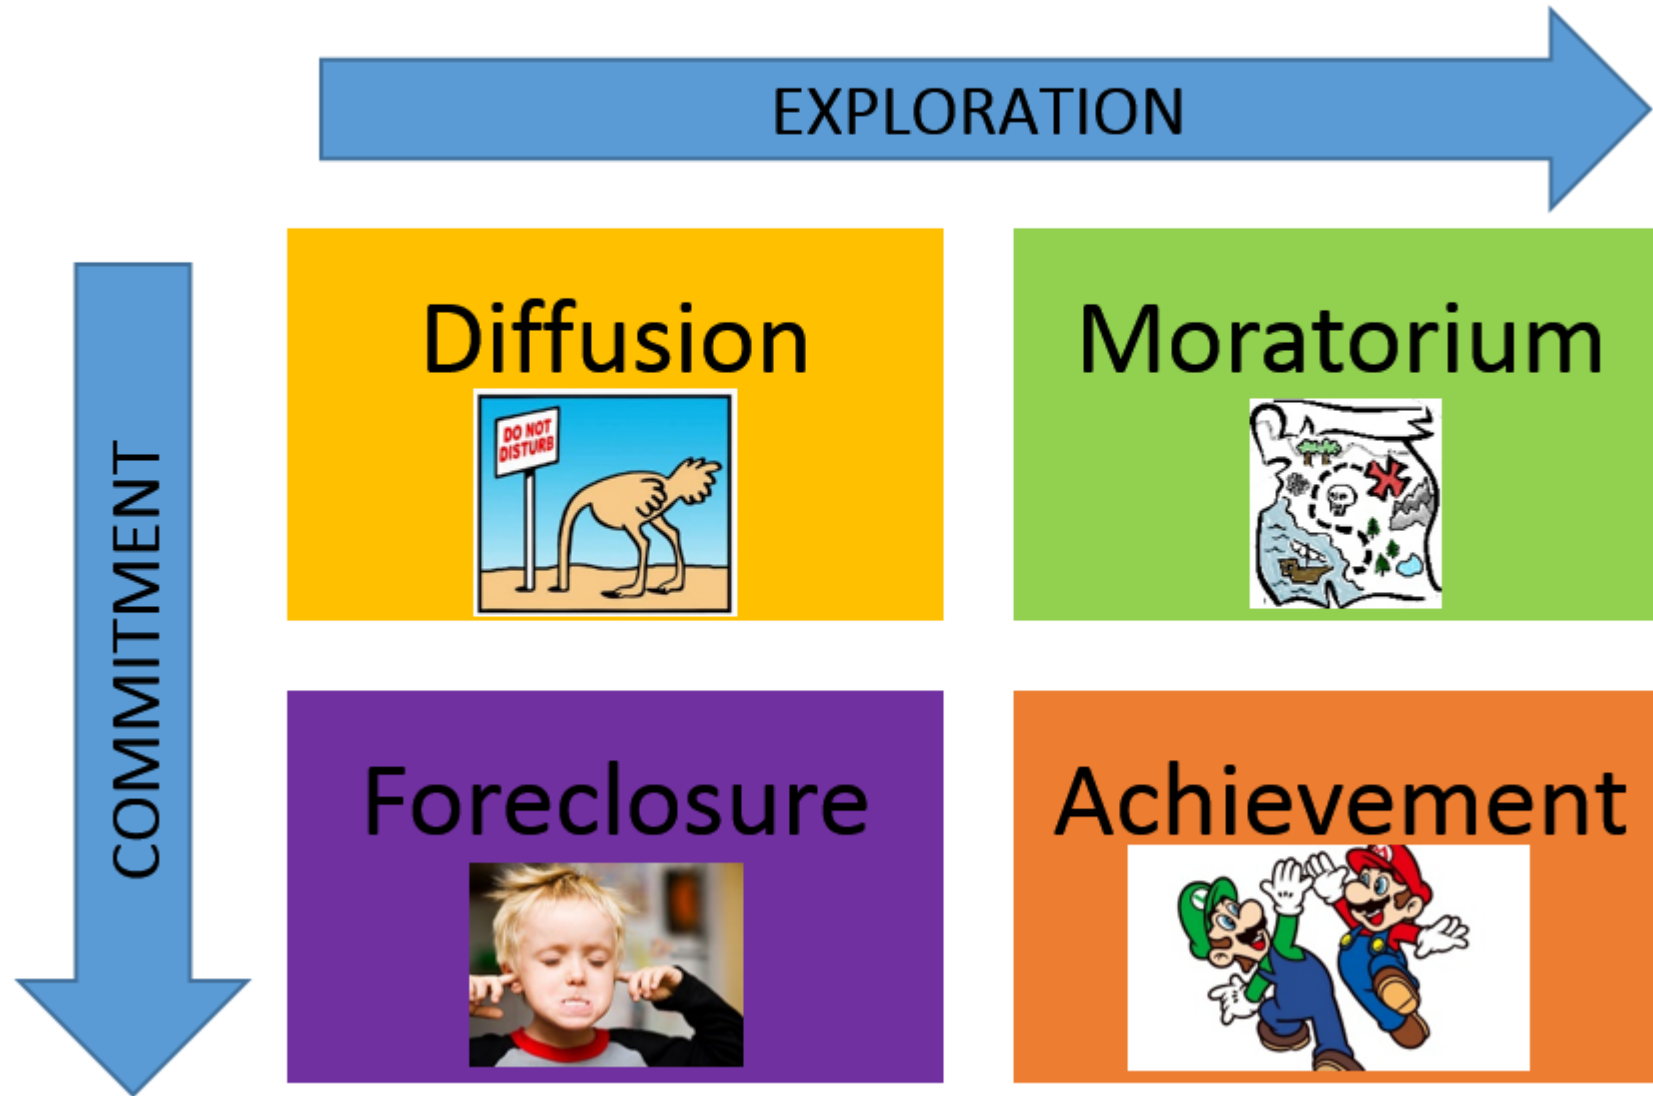 EXPLORATION
COMMITMENT
Diffusion
DO NOT
DISTURB
Moratorium
Foreclosure
Achievement